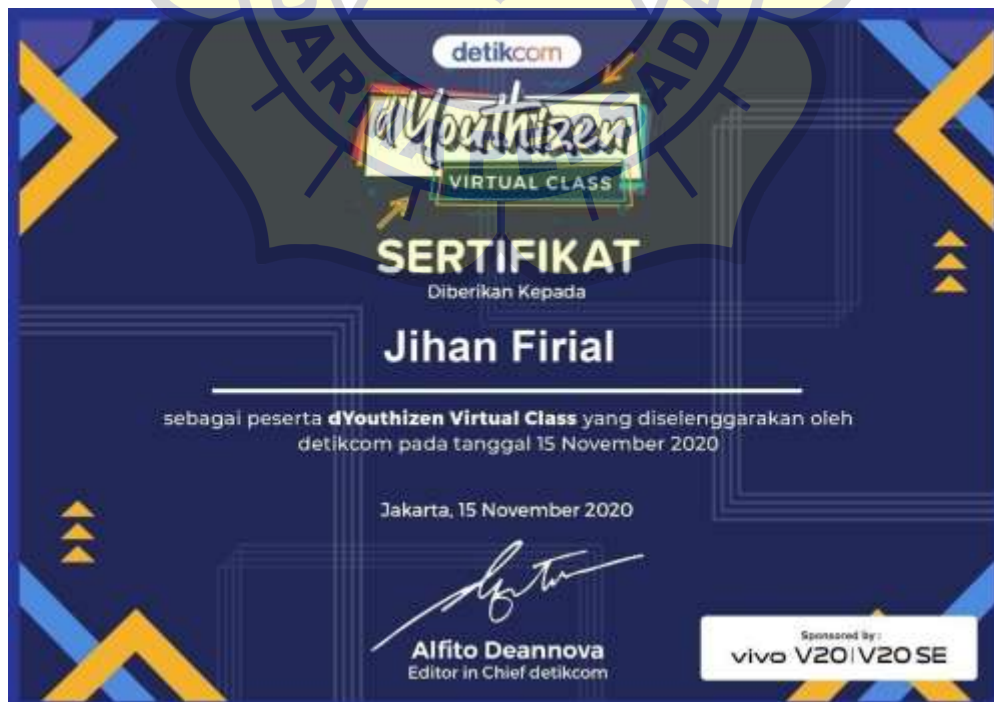 detikcom
dYouthizen
VIRTUAL CLASS
SERTIFIKAT
Diberikan Kepada
Jihan Firial
sebagai peserta dYouthizen Virtual Class yang diselenggarakan oleh
detikcom pada tanggal 15 November 2020
Jakarta, 15 November 2020
Alfito Deannova
Editor in Chief detikcom
Sponsored by :
vivo V20|V20 SE